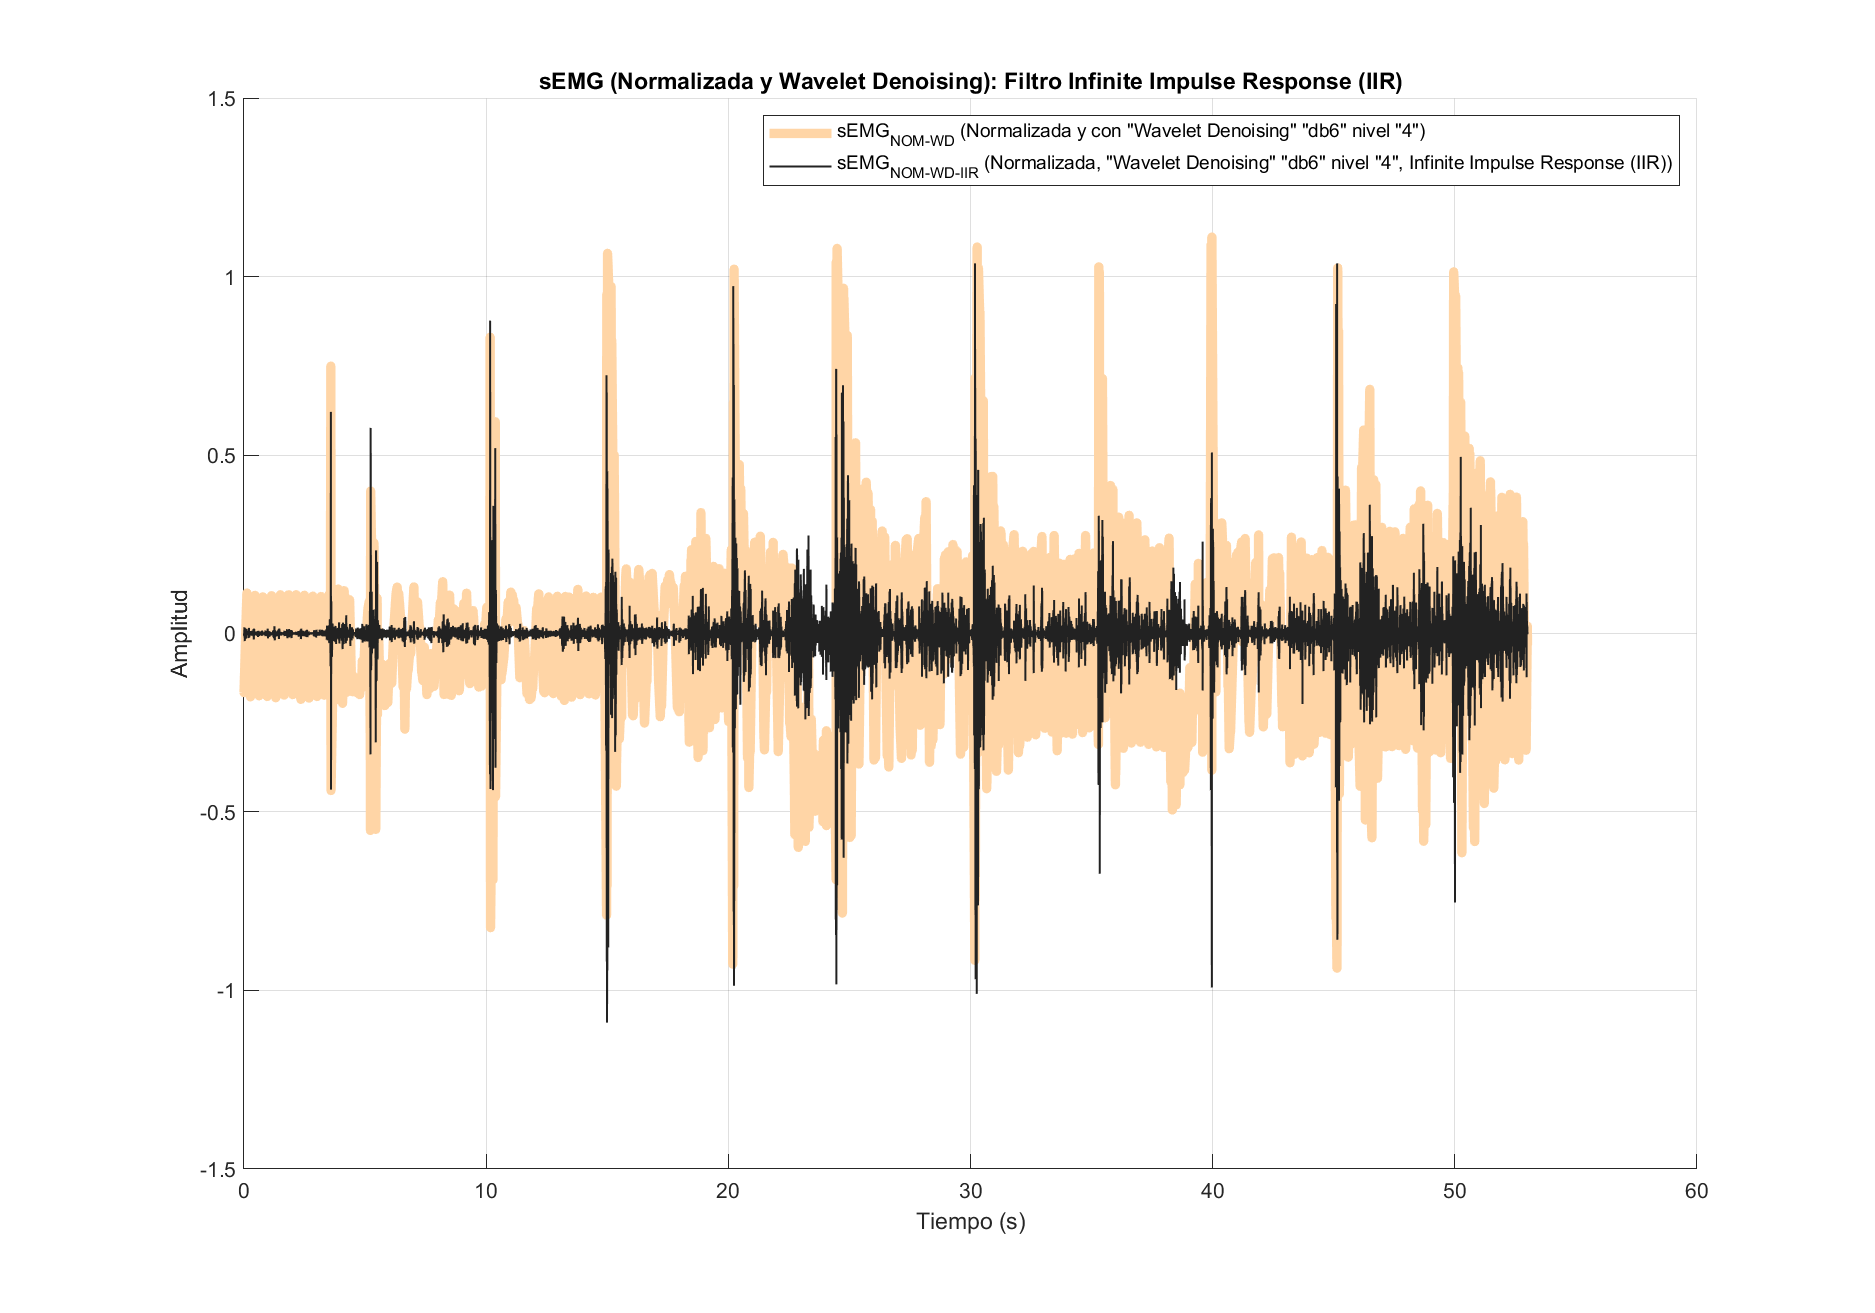 sEMG (Normalizada y Wavelet Denoising): Filtro Infinite Impulse Response (IIR)
sEMG_NOM-WD (Normalizada y con "Wavelet Denoising" "db6" nivel "4")
sEMG_NOM-WD-IIR (Normalizada, "Wavelet Denoising" "db6" nivel "4", Infinite Impulse Response (IIR))
1.5
1
0.5
0
-0.5
-1
-1.5
Amplitud
0 10 20 30 40 50 60
Tiempo (s)